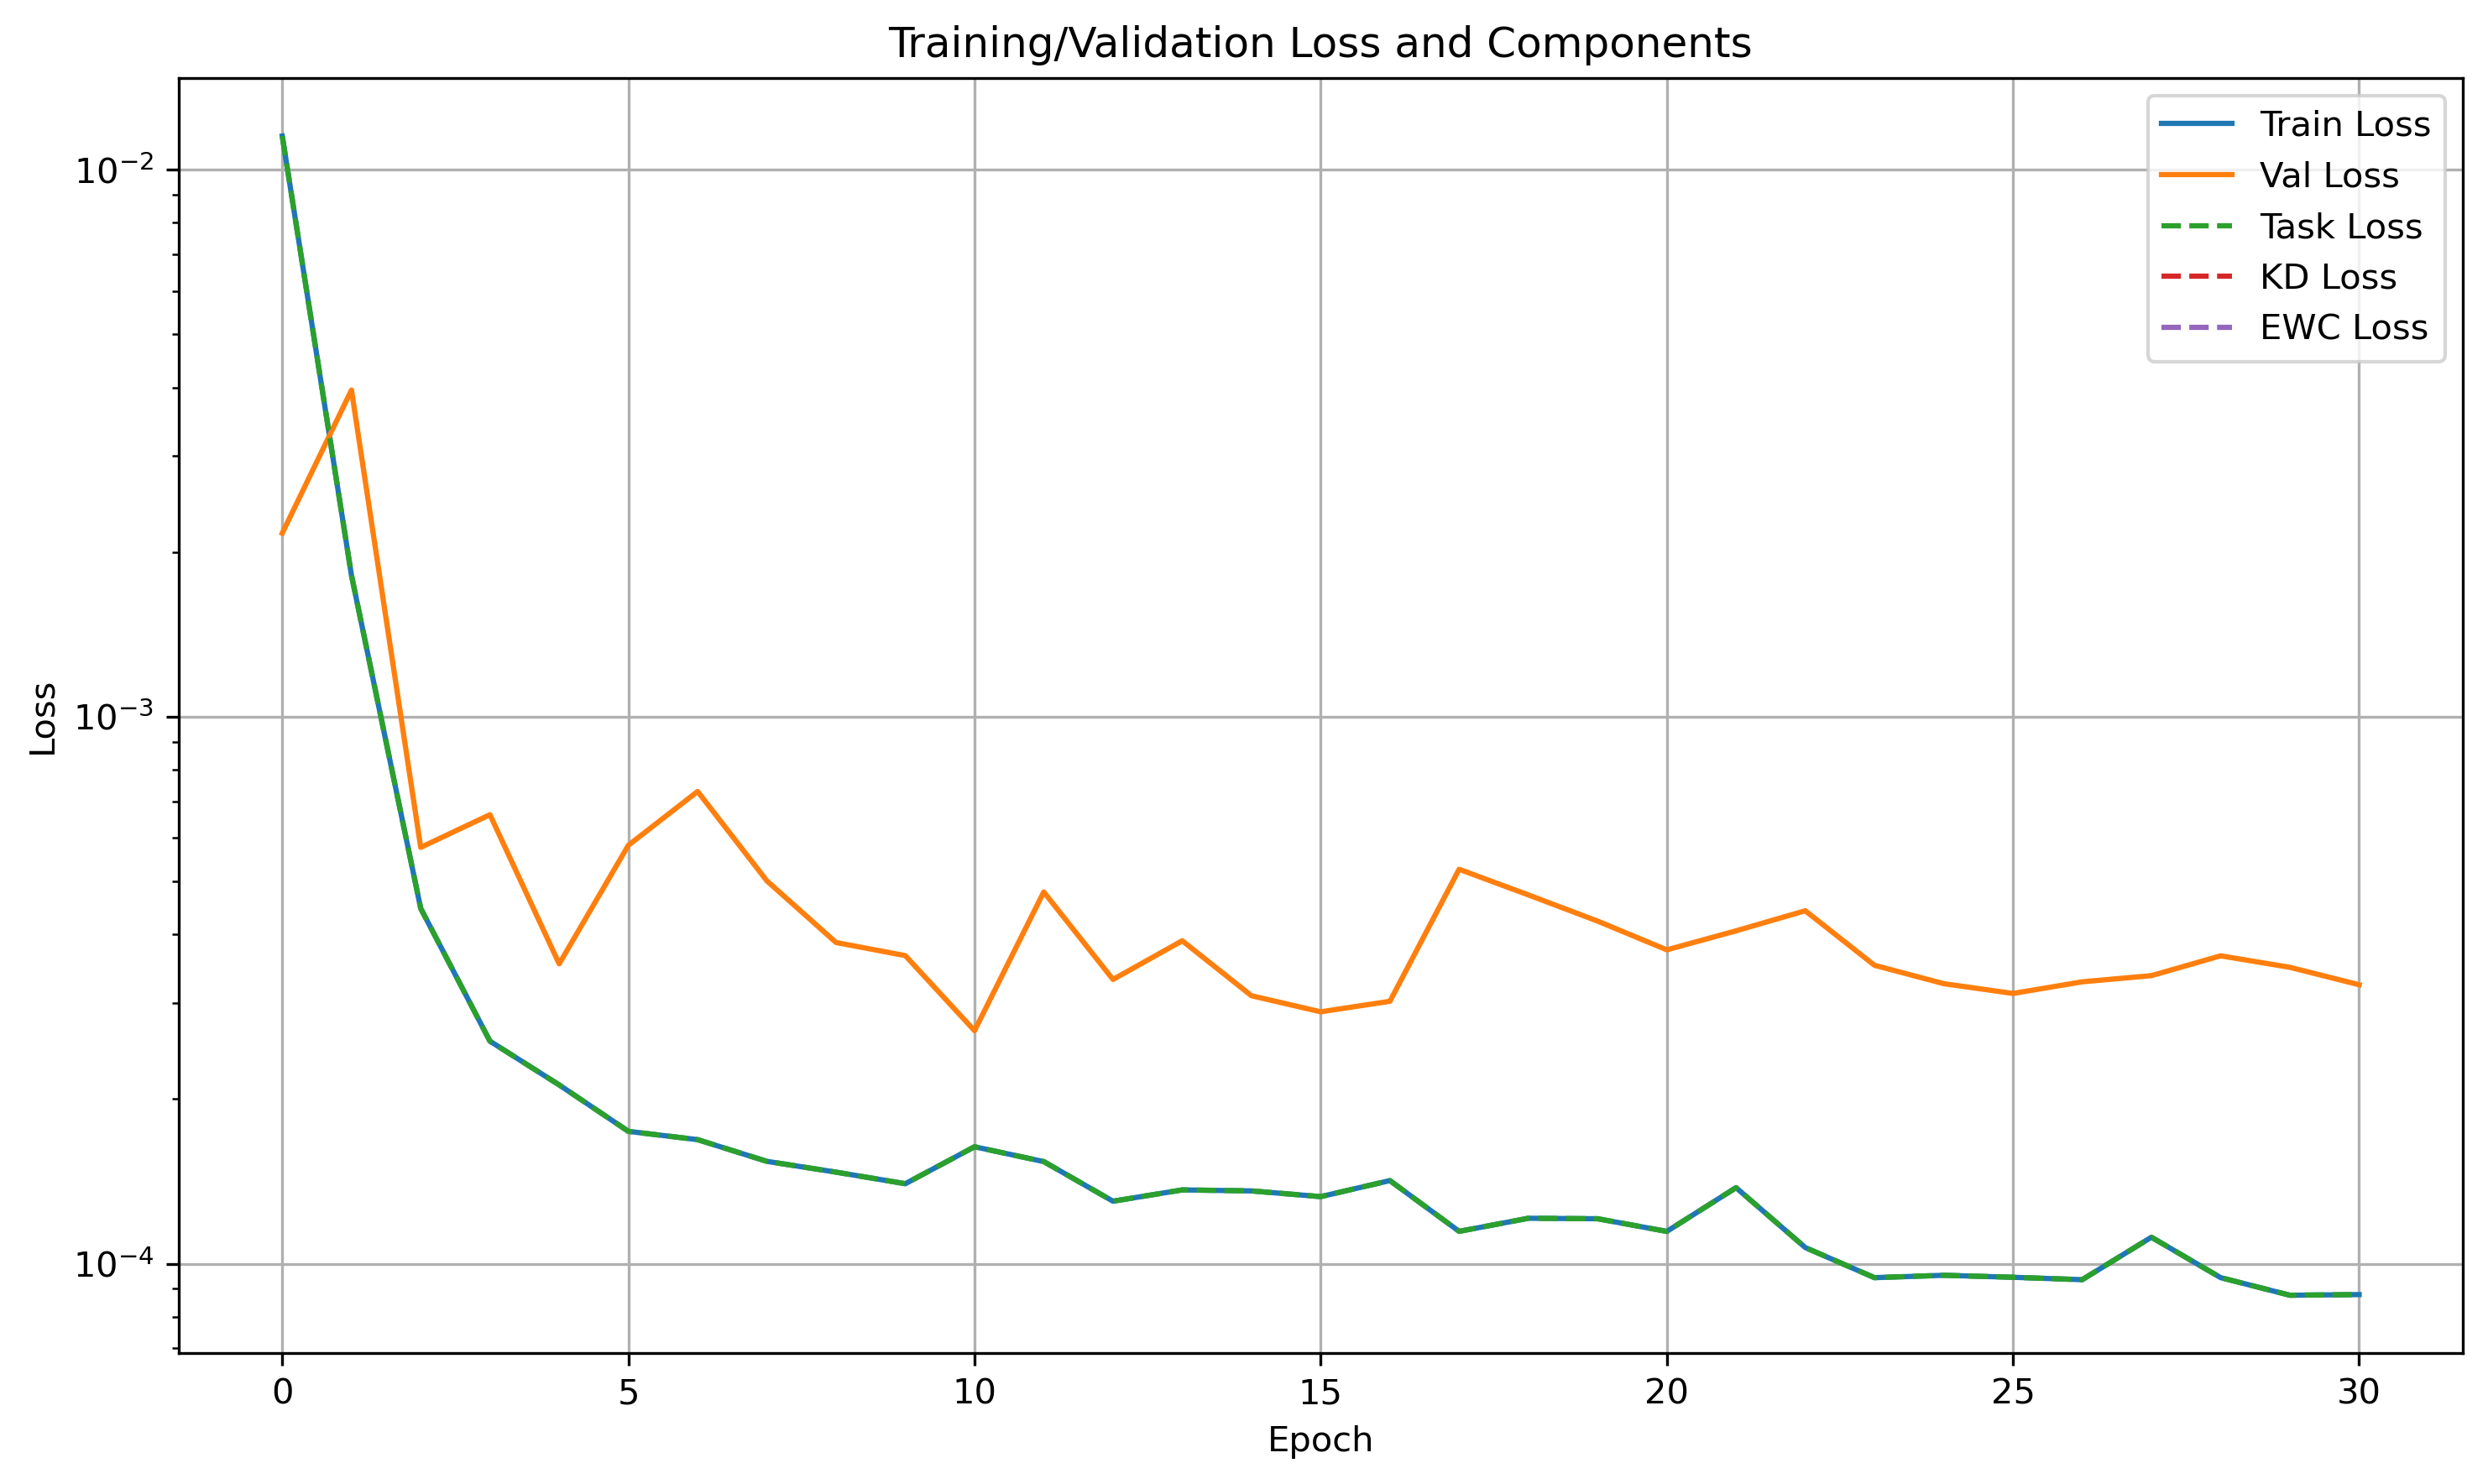 Training/Validation Loss and Components
Train Loss
Val Loss
Task Loss
KD Loss
EWC Loss
10⁻²
10⁻³
10⁻⁴
Loss
0 5 10 15 20 25 30
Epoch